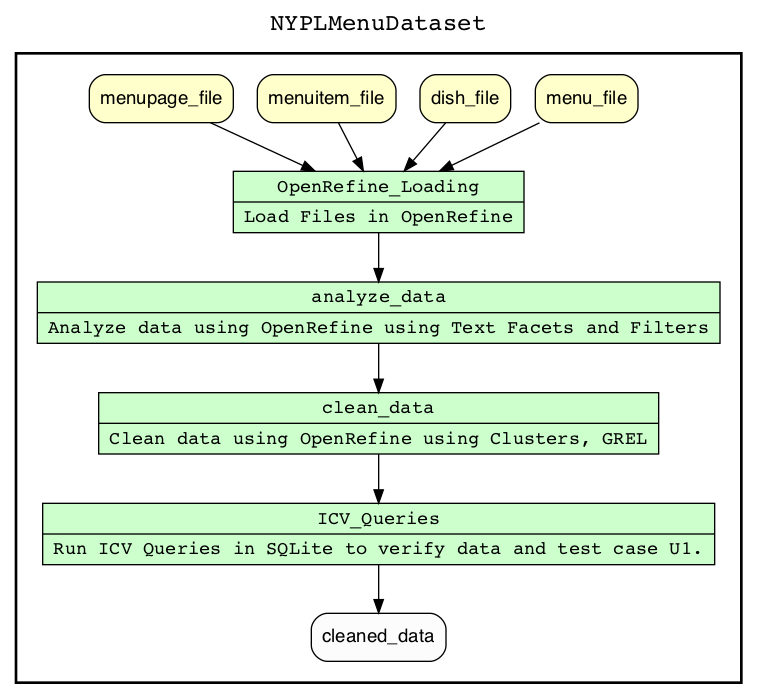 NYPLMenuDataset
menupage_file menuitem_file dish_file menu_file
OpenRefine_Loading
Load Files in OpenRefine
analyze_data
Analyze data using OpenRefine using Text Facets and Filters
clean_data
Clean data using OpenRefine using Clusters, GREL
ICV_Queries
Run ICV Queries in SQLite to verify data and test case U1.
cleaned_data